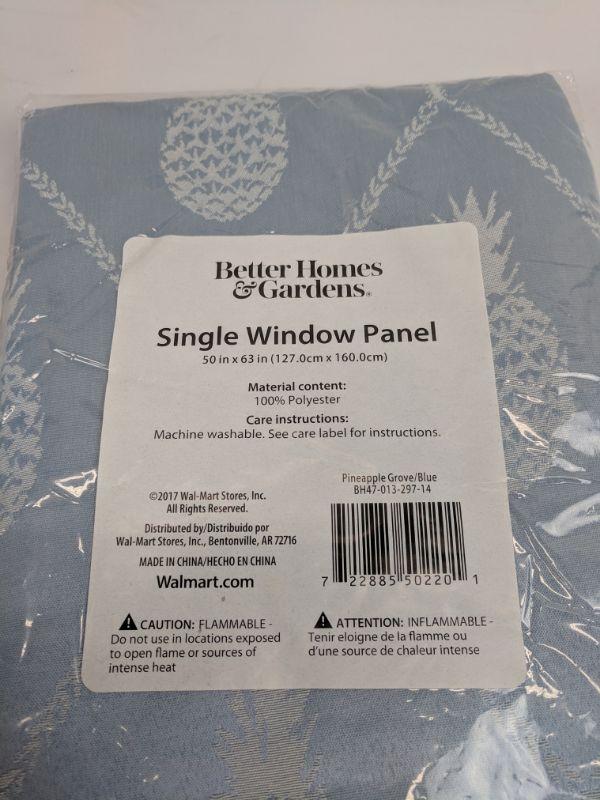 Better Homes
& Gardens®
Single Window Panel
50 in x 63 in (127.0cm x 160.0cm)
Material content:
100% Polyester
Care instructions:
Machine washable. See care label for instructions.
©2017 Wal-Mart Stores, Inc.
All Rights Reserved.
Distributed by/Distribuido por
Wal-Mart Stores, Inc., Bentonville, AR 72716
MADE IN CHINA/HECHO EN CHINA
Walmart.com
Pineapple Grove/Blue
BH47-013-297-14
7 22885 50220 1
CAUTION: FLAMMABLE -
Do not use in locations exposed
to open flame or sources of
intense heat
ATTENTION: INFLAMMABLE -
Tenir eloigne de la flamme ou
d'une source de chaleur intense